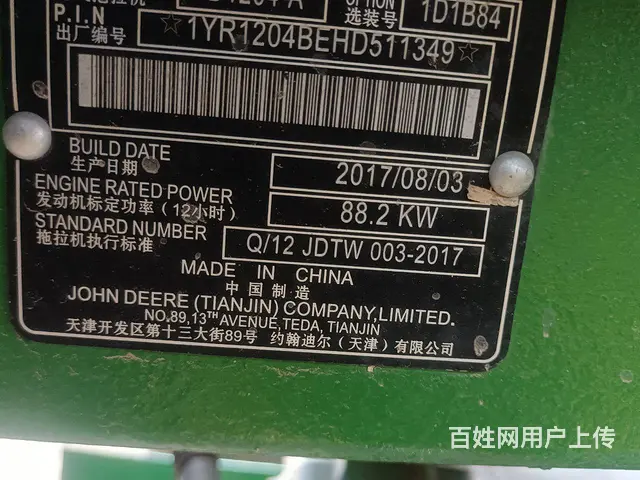 OPTION
选装号 1D1B84
P.I.N
出厂编号 ☆1YR1204BEHD511349☆
BUILD DATE
生产日期 2017/08/03
ENGINE RATED POWER
发动机标定功率(12小时) 88.2 KW
STANDARD NUMBER
拖拉机执行标准 Q/12 JDTW 003-2017
MADE IN CHINA
中国制造
JOHN DEERE (TIANJIN) COMPANY,LIMITED.
NO.89,13TH AVENUE,TEDA, TIANJIN
天津开发区第十三大街89号 约翰迪尔(天津)有限公司
百姓网用户上传